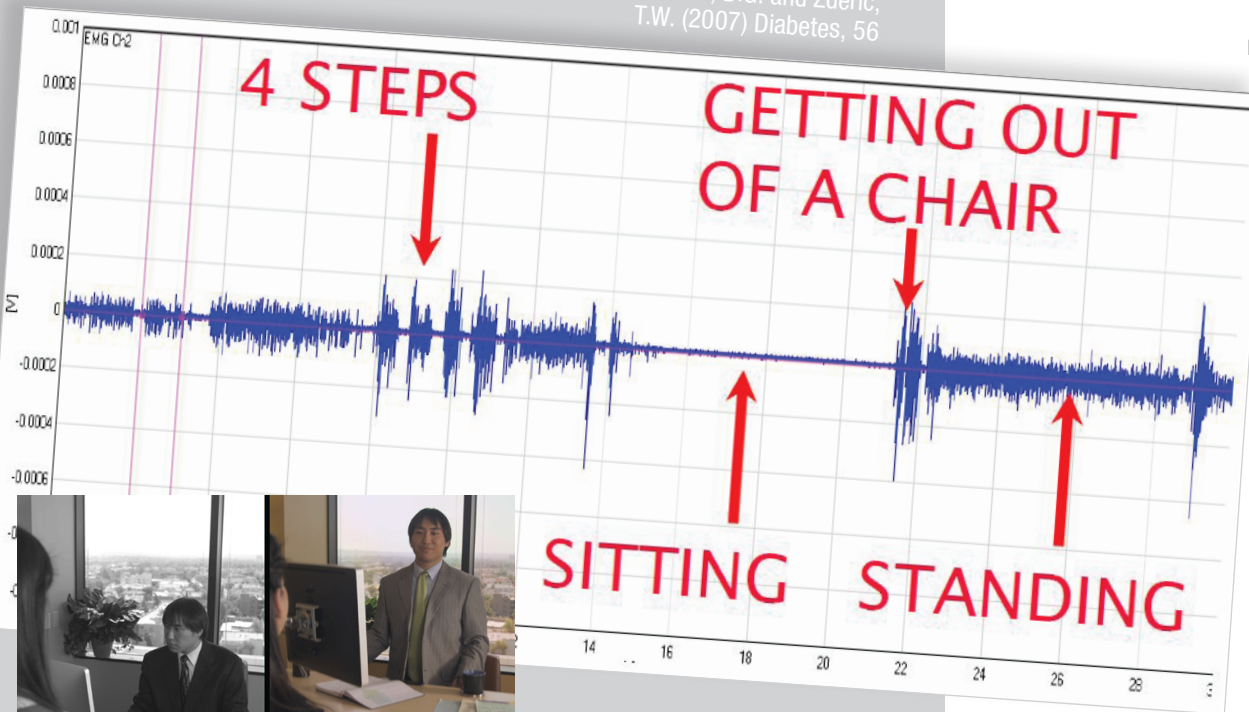 and Zderic,
T.W. (2007) Diabetes, 56
0.001
EMG Ch2
0.0008
0.0006
0.0004
0.0002
[V]
0
-0.0002
-0.0004
-0.0006
4 STEPS
GETTING OUT
OF A CHAIR
SITTING
STANDING
14
16
18
20
22
24
26
28